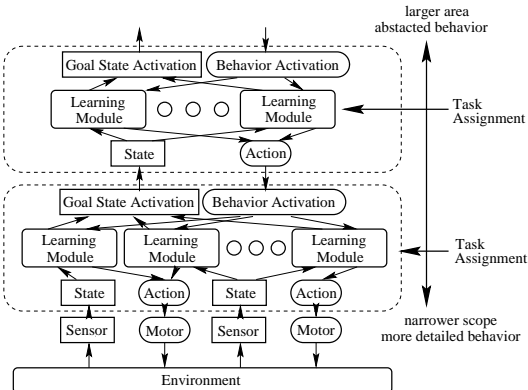 larger area
abstacted behavior
Goal State Activation
Behavior Activation
Learning
Module
Learning
Module
Task
Assignment
State
Action
Goal State Activation
Behavior Activation
Learning
Module
Learning
Module
Learning
Module
Task
Assignment
State
Action
State
Action
narrower scope
more detailed behavior
Sensor
Motor
Sensor
Motor
Environment